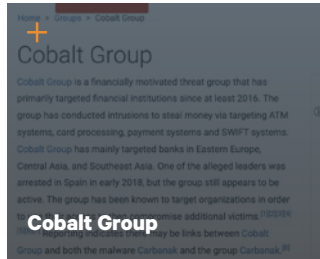 Home > Groups > Cobalt Group
Cobalt Group
Cobalt Group is a financially motivated threat group that has
primarily targeted financial institutions since at least 2016. The
group has conducted intrusions to steal money via targeting ATM
systems, card processing, payment systems and SWIFT systems.
Cobalt Group has mainly targeted banks in Eastern Europe,
Central Asia, and Southeast Asia. One of the alleged leaders was
arrested in Spain in early 2018, but the group still appears to be
active. The group has been known to target organizations in order
to compromise additional victims.
Cobalt Group
Reporting indicates there may be links between Cobalt
Group and both the malware Carbanak and the group Carbanak.